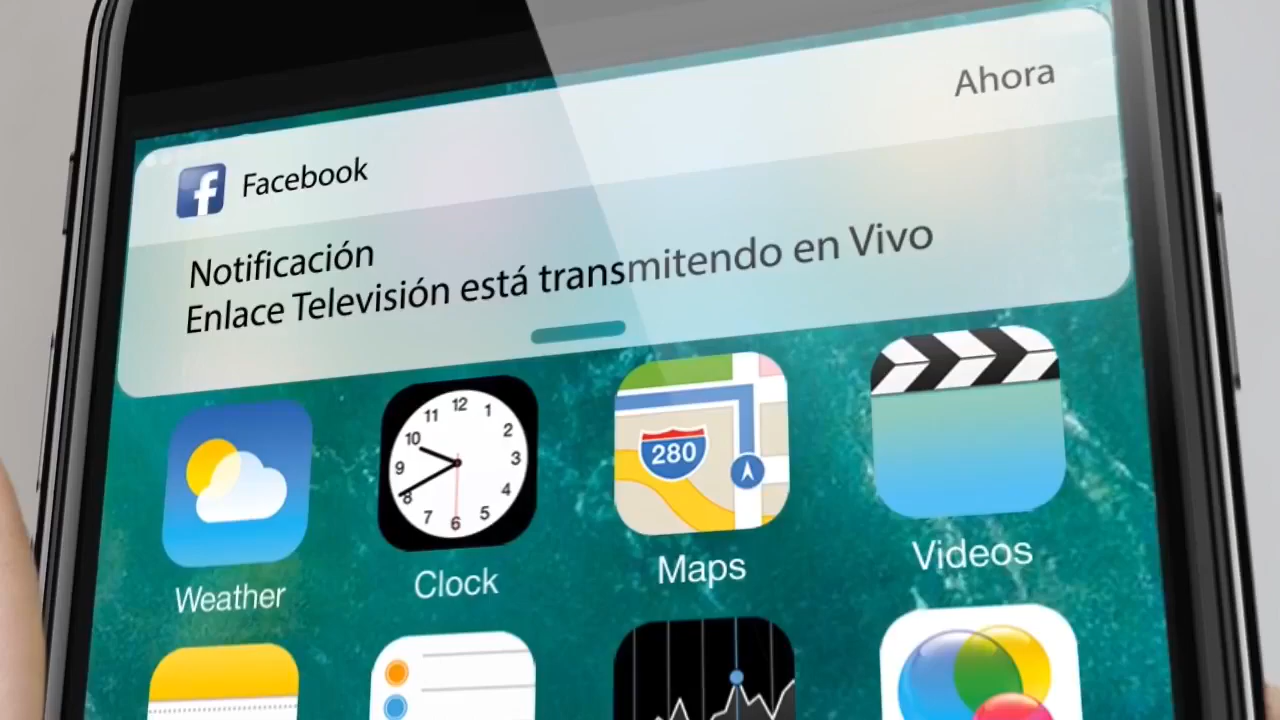 Ahora
Facebook
Notificación
Enlace Televisión está transmitendo en Vivo
12
11
1
10
2
9
3
8
4
7
5
6
280
Weather
Clock
Maps
Videos